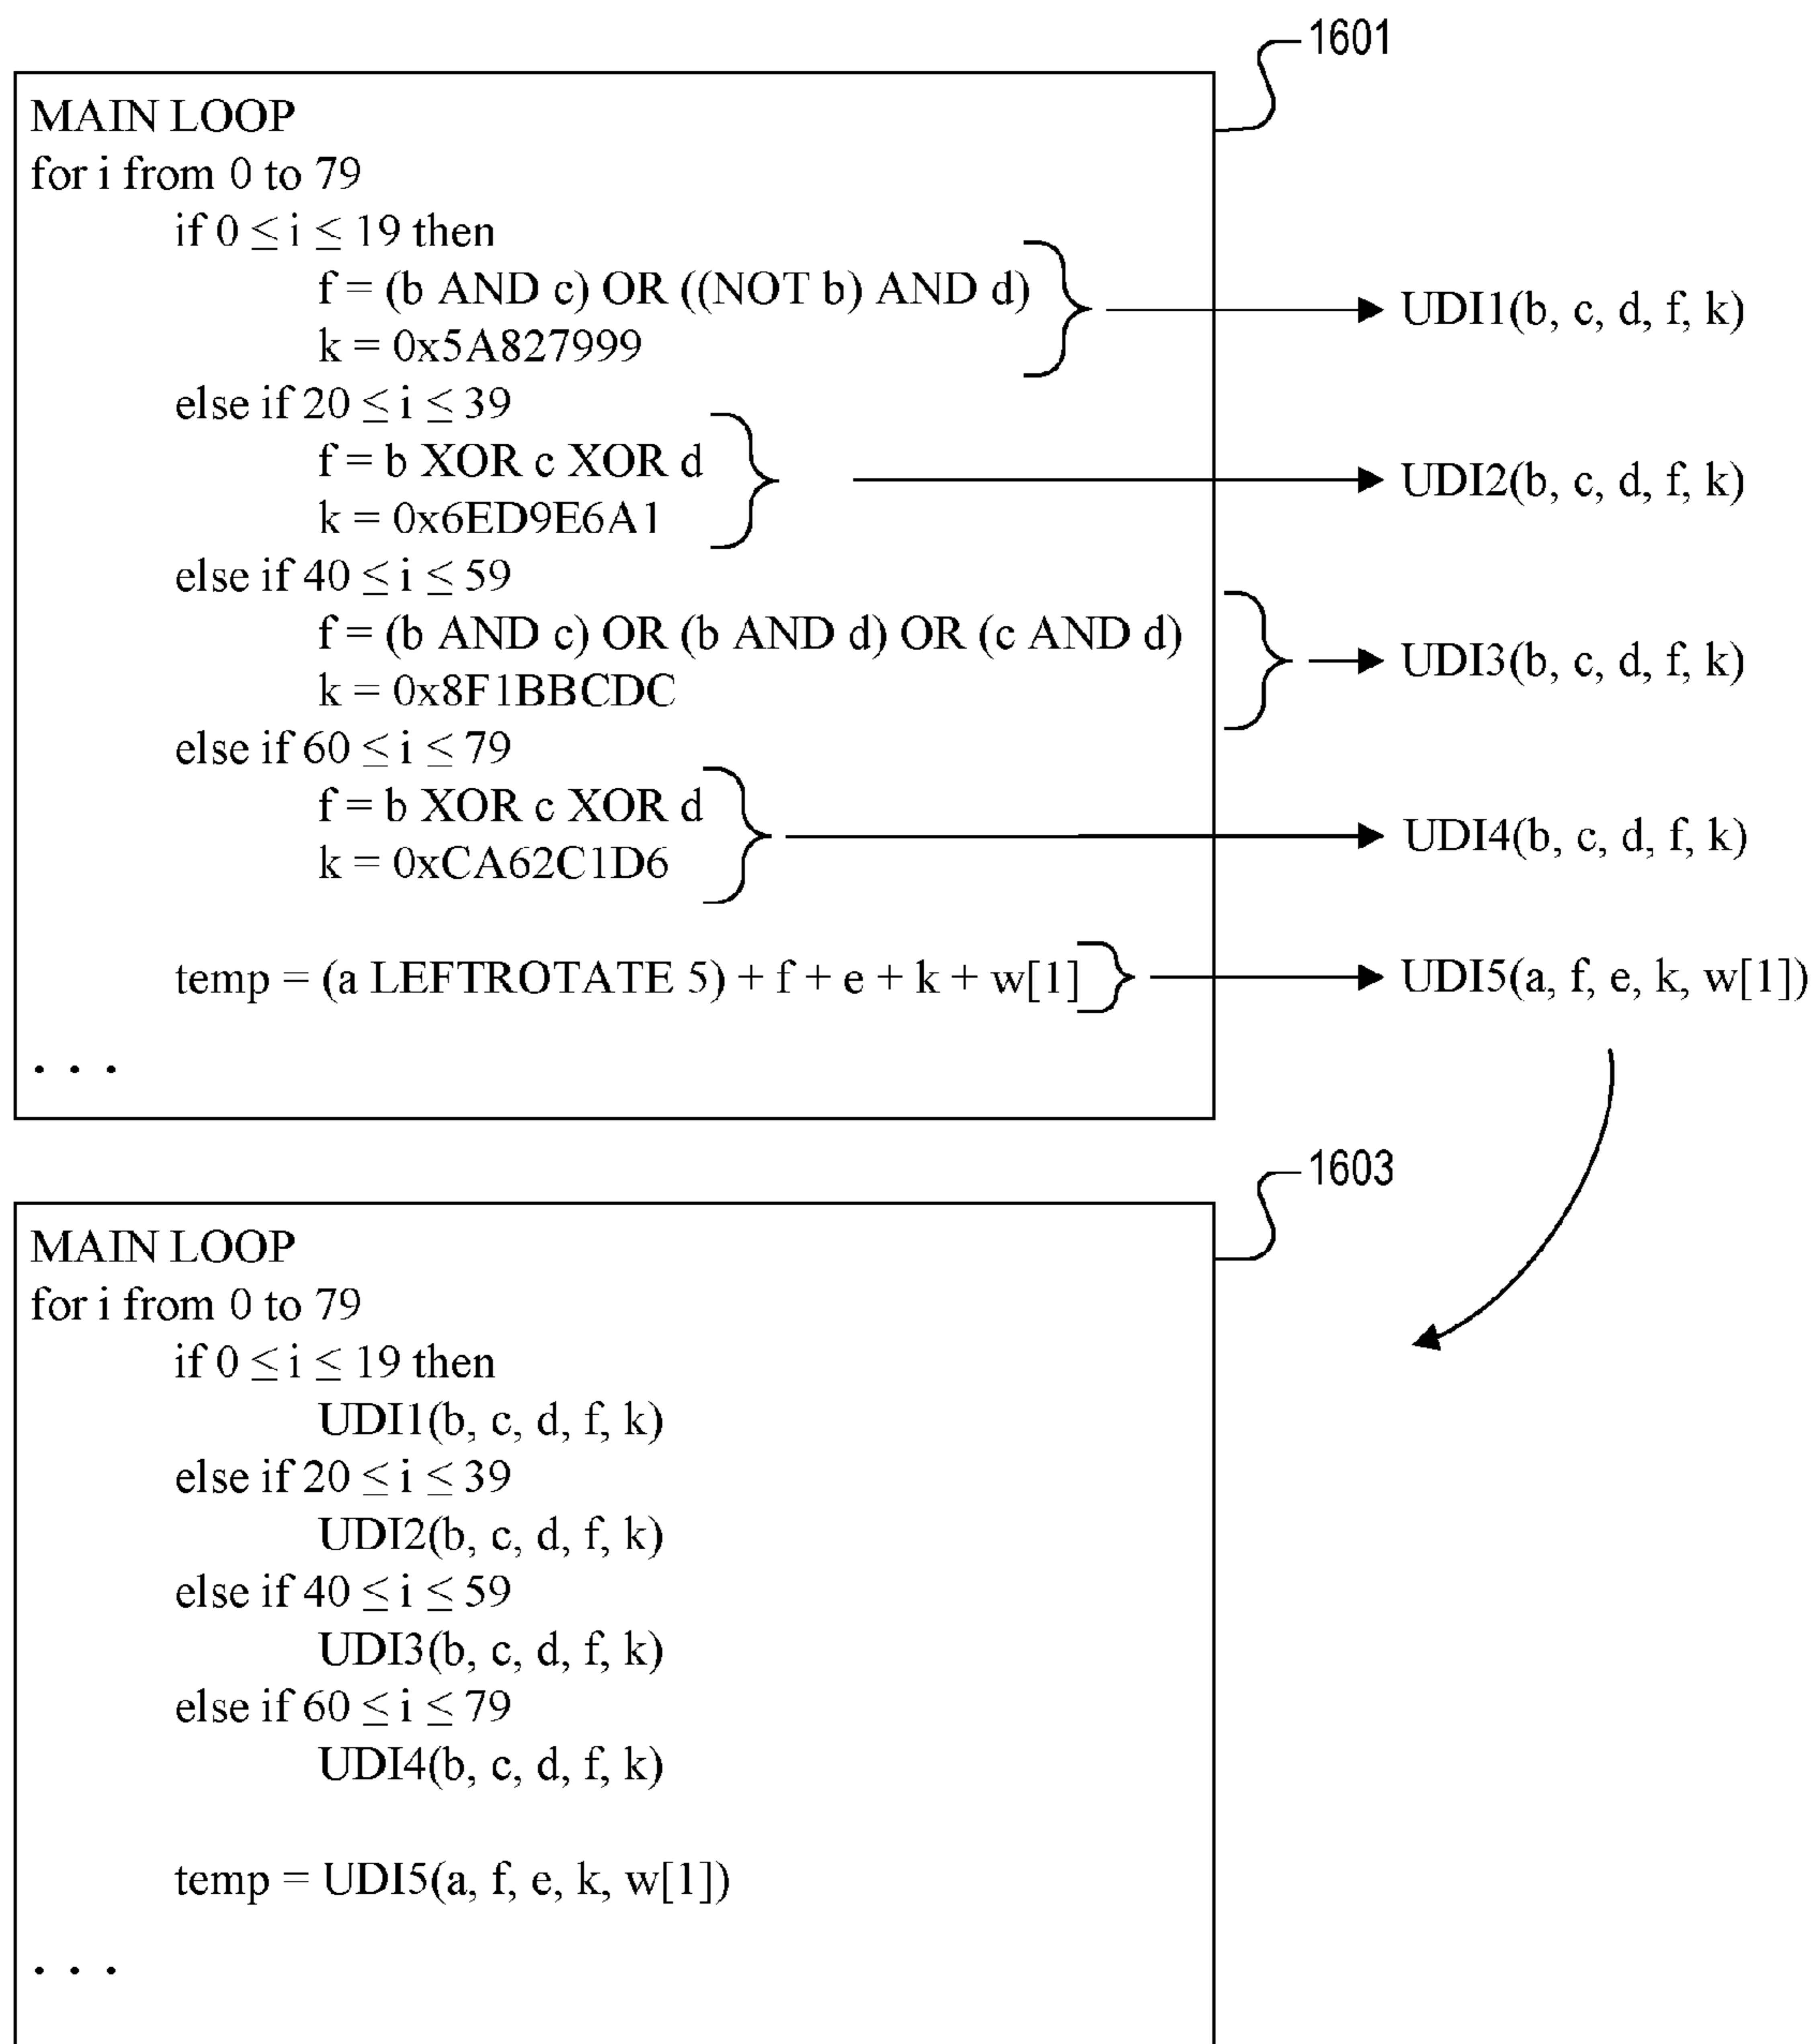 1601
MAIN LOOP
for i from 0 to 79
if 0 ≤ i ≤ 19 then
f = (b AND c) OR ((NOT b) AND d)
k = 0x5A827999
UDI1(b, c, d, f, k)
else if 20 ≤ i ≤ 39
f = b XOR c XOR d
k = 0x6ED9E6A1
UDI2(b, c, d, f, k)
else if 40 ≤ i ≤ 59
f = (b AND c) OR (b AND d) OR (c AND d)
k = 0x8F1BBCDC
UDI3(b, c, d, f, k)
else if 60 ≤ i ≤ 79
f = b XOR c XOR d
k = 0xCA62C1D6
UDI4(b, c, d, f, k)
temp = (a LEFTROTATE 5) + f + e + k + w[1]
UDI5(a, f, e, k, w[1])
. . .
1603
MAIN LOOP
for i from 0 to 79
if 0 ≤ i ≤ 19 then
UDI1(b, c, d, f, k)
else if 20 ≤ i ≤ 39
UDI2(b, c, d, f, k)
else if 40 ≤ i ≤ 59
UDI3(b, c, d, f, k)
else if 60 ≤ i ≤ 79
UDI4(b, c, d, f, k)
temp = UDI5(a, f, e, k, w[1])
. . .